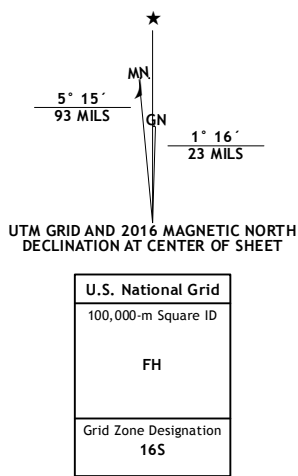 ★
MN
5° 15´
93 MILS
GN
1° 16´
23 MILS
UTM GRID AND 2016 MAGNETIC NORTH
DECLINATION AT CENTER OF SHEET
U.S. National Grid
100,000-m Square ID
FH
Grid Zone Designation
16S